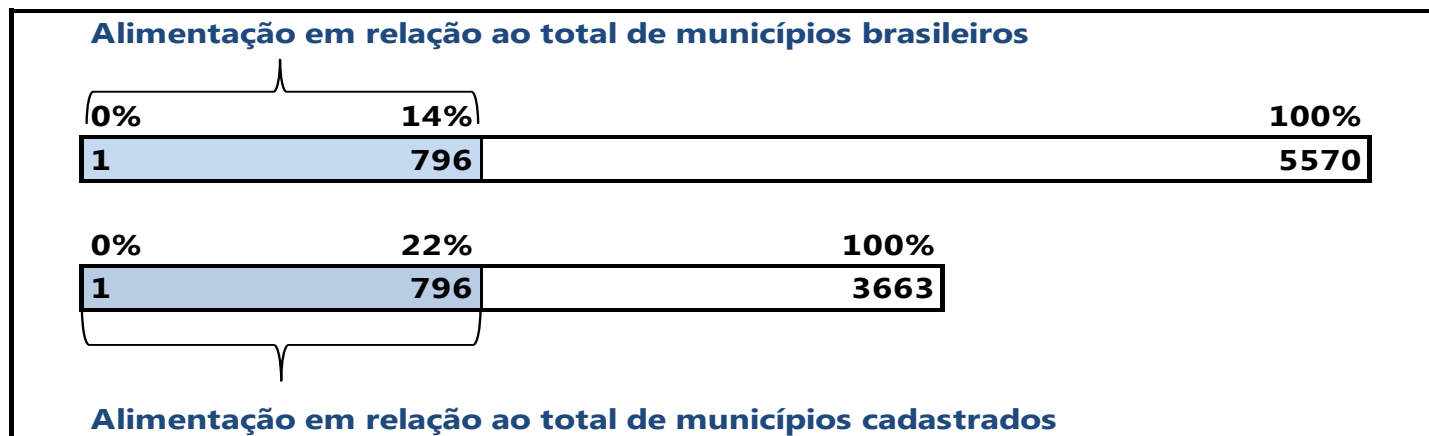 Alimentação em relação ao total de municípios brasileiros
0% 14% 100%
1 796 5570
0% 22% 100%
1 796 3663
Alimentação em relação ao total de municípios cadastrados